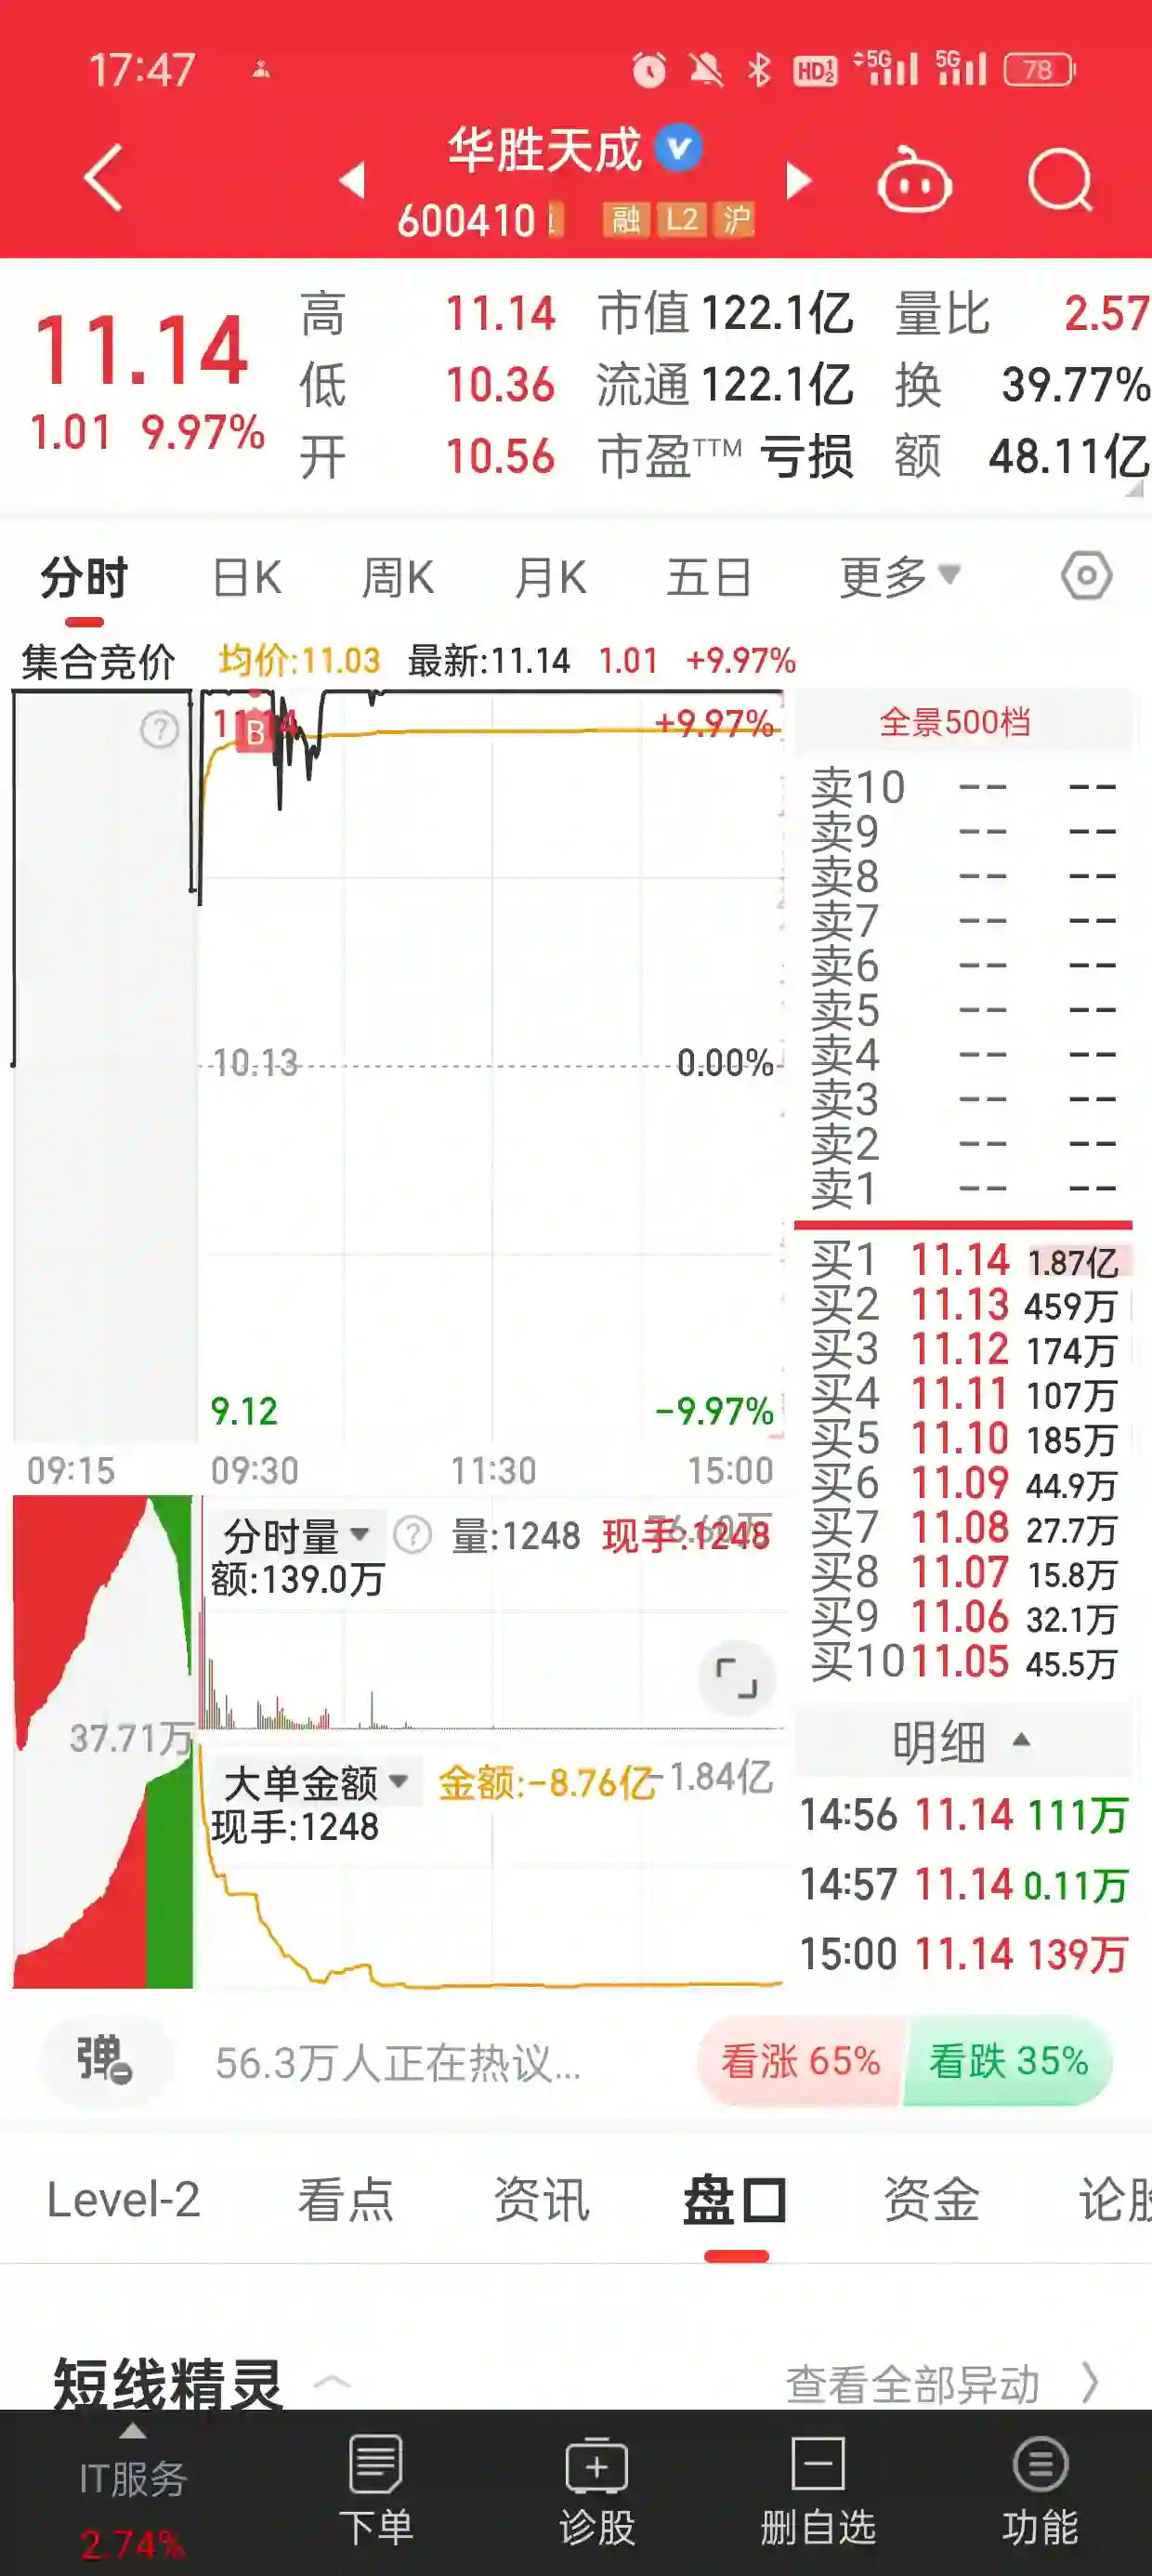 17:47 HD 5G 5G 78
华胜天成
600410 融 L2 沪
11.14
1.01 9.97%
高 11.14 市值 122.1亿 量比 2.57
低 10.36 流通 122.1亿 换 39.77%
开 10.56 市盈TTM 亏损 额 48.11亿
分时 日K 周K 月K 五日 更多
集合竞价 均价:11.03 最新:11.14 1.01 +9.97%
11.14 B +9.97%
10.13 0.00%
9.12 -9.97%
09:15 09:30 11:30 15:00
全景500档
卖10 -- --
卖9 -- --
卖8 -- --
卖7 -- --
卖6 -- --
卖5 -- --
卖4 -- --
卖3 -- --
卖2 -- --
卖1 -- --
买1 11.14 1.87亿
买2 11.13 459万
买3 11.12 174万
买4 11.11 107万
买5 11.10 185万
买6 11.09 44.9万
买7 11.08 27.7万
买8 11.07 15.8万
买9 11.06 32.1万
买10 11.05 45.5万
分时量 ? 量:1248 现手:1248
额:139.0万
37.71万
大单金额 金额:-8.76亿 -1.84亿
现手:1248
明细
14:56 11.14 111万
14:57 11.14 0.11万
15:00 11.14 139万
弹 56.3万人正在热议... 看涨 65% 看跌 35%
Level-2 看点 资讯 盘口 资金 论股
短线精灵 查看全部异动
IT服务 下单 诊股 删自选 功能
2.74%